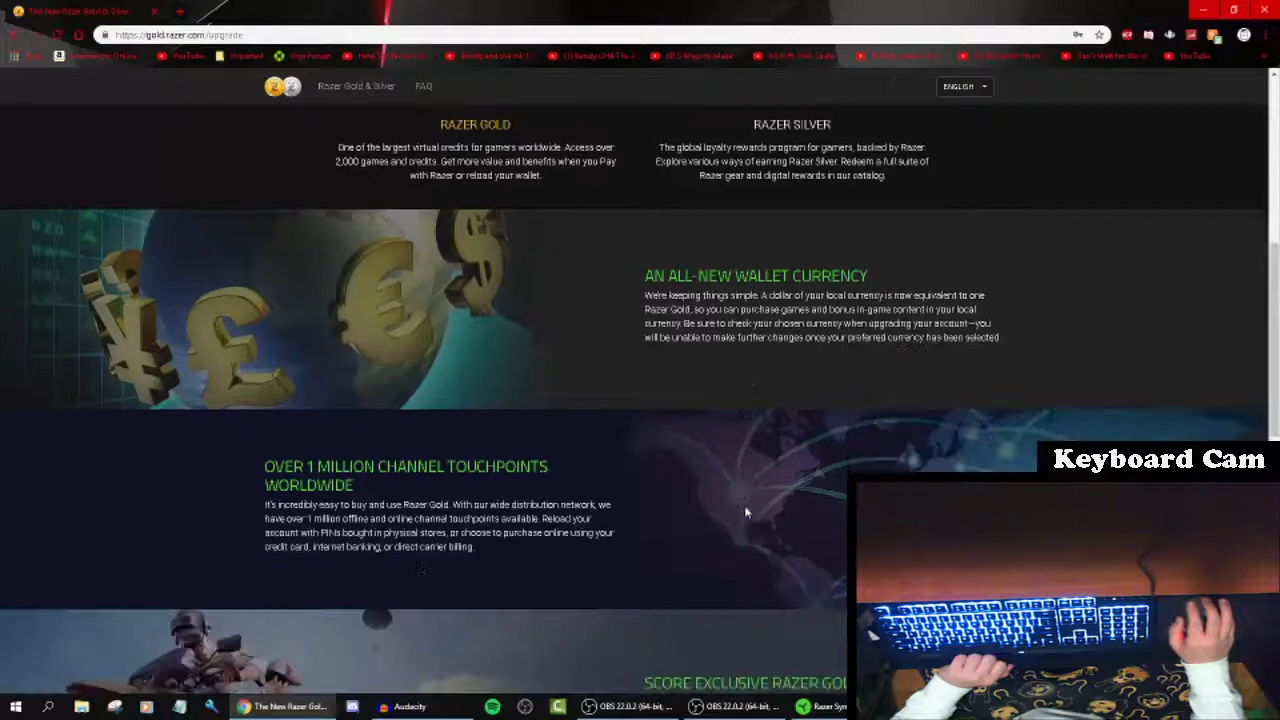 The New Razer Gold & Silver
https://gold.razer.com/upgrade
YouTube
YouTube
Razer Gold & Silver
FAQ
ENGLISH
RAZER GOLD
One of the largest virtual credits for gamers worldwide. Access over
2,000 games and credits. Get more value and benefits when you Pay
with Razer or reload your wallet.
RAZER SILVER
The global loyalty rewards program for gamers, backed by Razer.
Explore various ways of earning Razer Silver. Redeem a full suite of
Razer gear and digital rewards in our catalog.
AN ALL-NEW WALLET CURRENCY
We're keeping things simple. A dollar of your local currency is now equivalent to one
Razer Gold, so you can purchase games and bonus in-game content in your local
currency. Be sure to check your chosen currency when upgrading your account—you
will be unable to make further changes once your preferred currency has been selected.
OVER 1 MILLION CHANNEL TOUCHPOINTS
WORLDWIDE
It's incredibly easy to buy and use Razer Gold. With our wide distribution network, we
have over 1 million offline and online channel touchpoints available. Reload your
account with PINs bought in physical stores, or choose to purchase online using your
credit card, internet banking, or direct carrier billing.
Keyboard Cam
SCORE EXCLUSIVE RAZER GOL
The New Razer Gol...
Audacity
OBS 22.0.2 (64-bit, ...
OBS 22.0.2 (64-bit, ...
Razer Syn